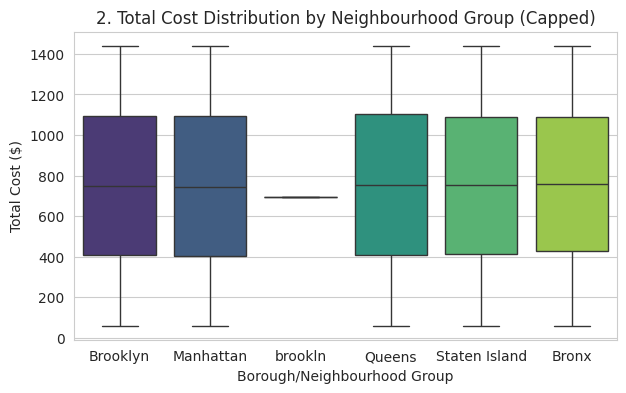 2. Total Cost Distribution by Neighbourhood Group (Capped)
Total Cost ($)
1400
1200
1000
800
600
400
200
0
Brooklyn Manhattan brookln Queens Staten Island Bronx
Borough/Neighbourhood Group